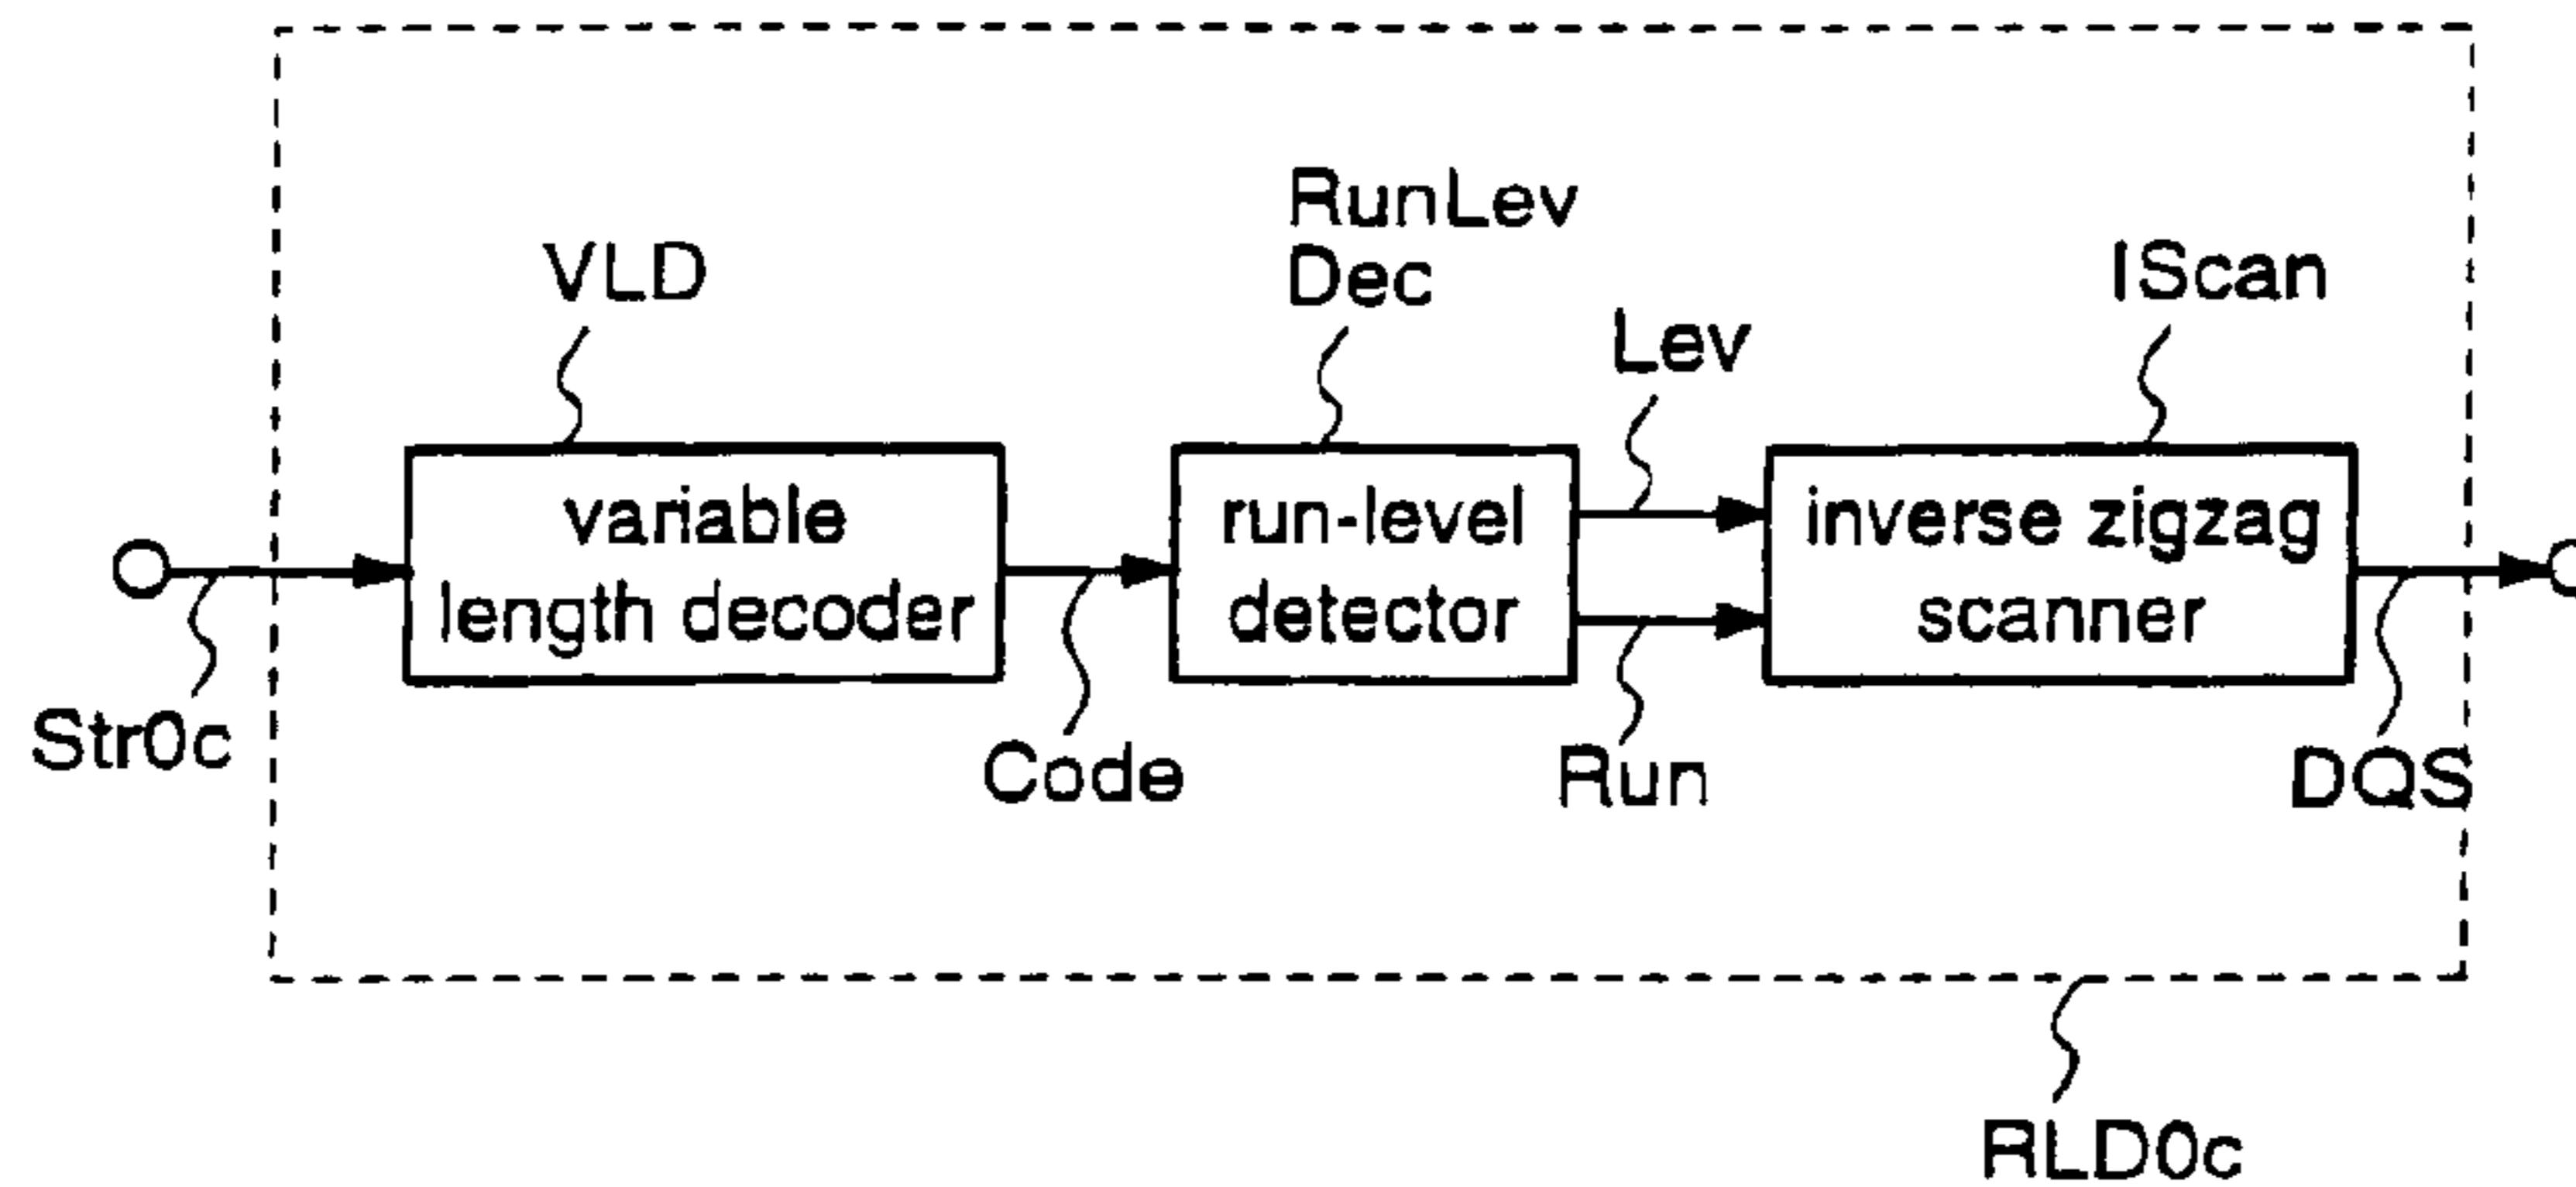 RunLev
Dec
VLD
IScan
Lev
variable
length decoder
run-level
detector
inverse zigzag
scanner
Str0c
Code
Run
DQS
RLD0c